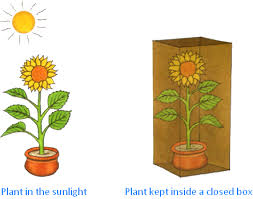 Plant in the sunlight
Plant kept inside a closed box